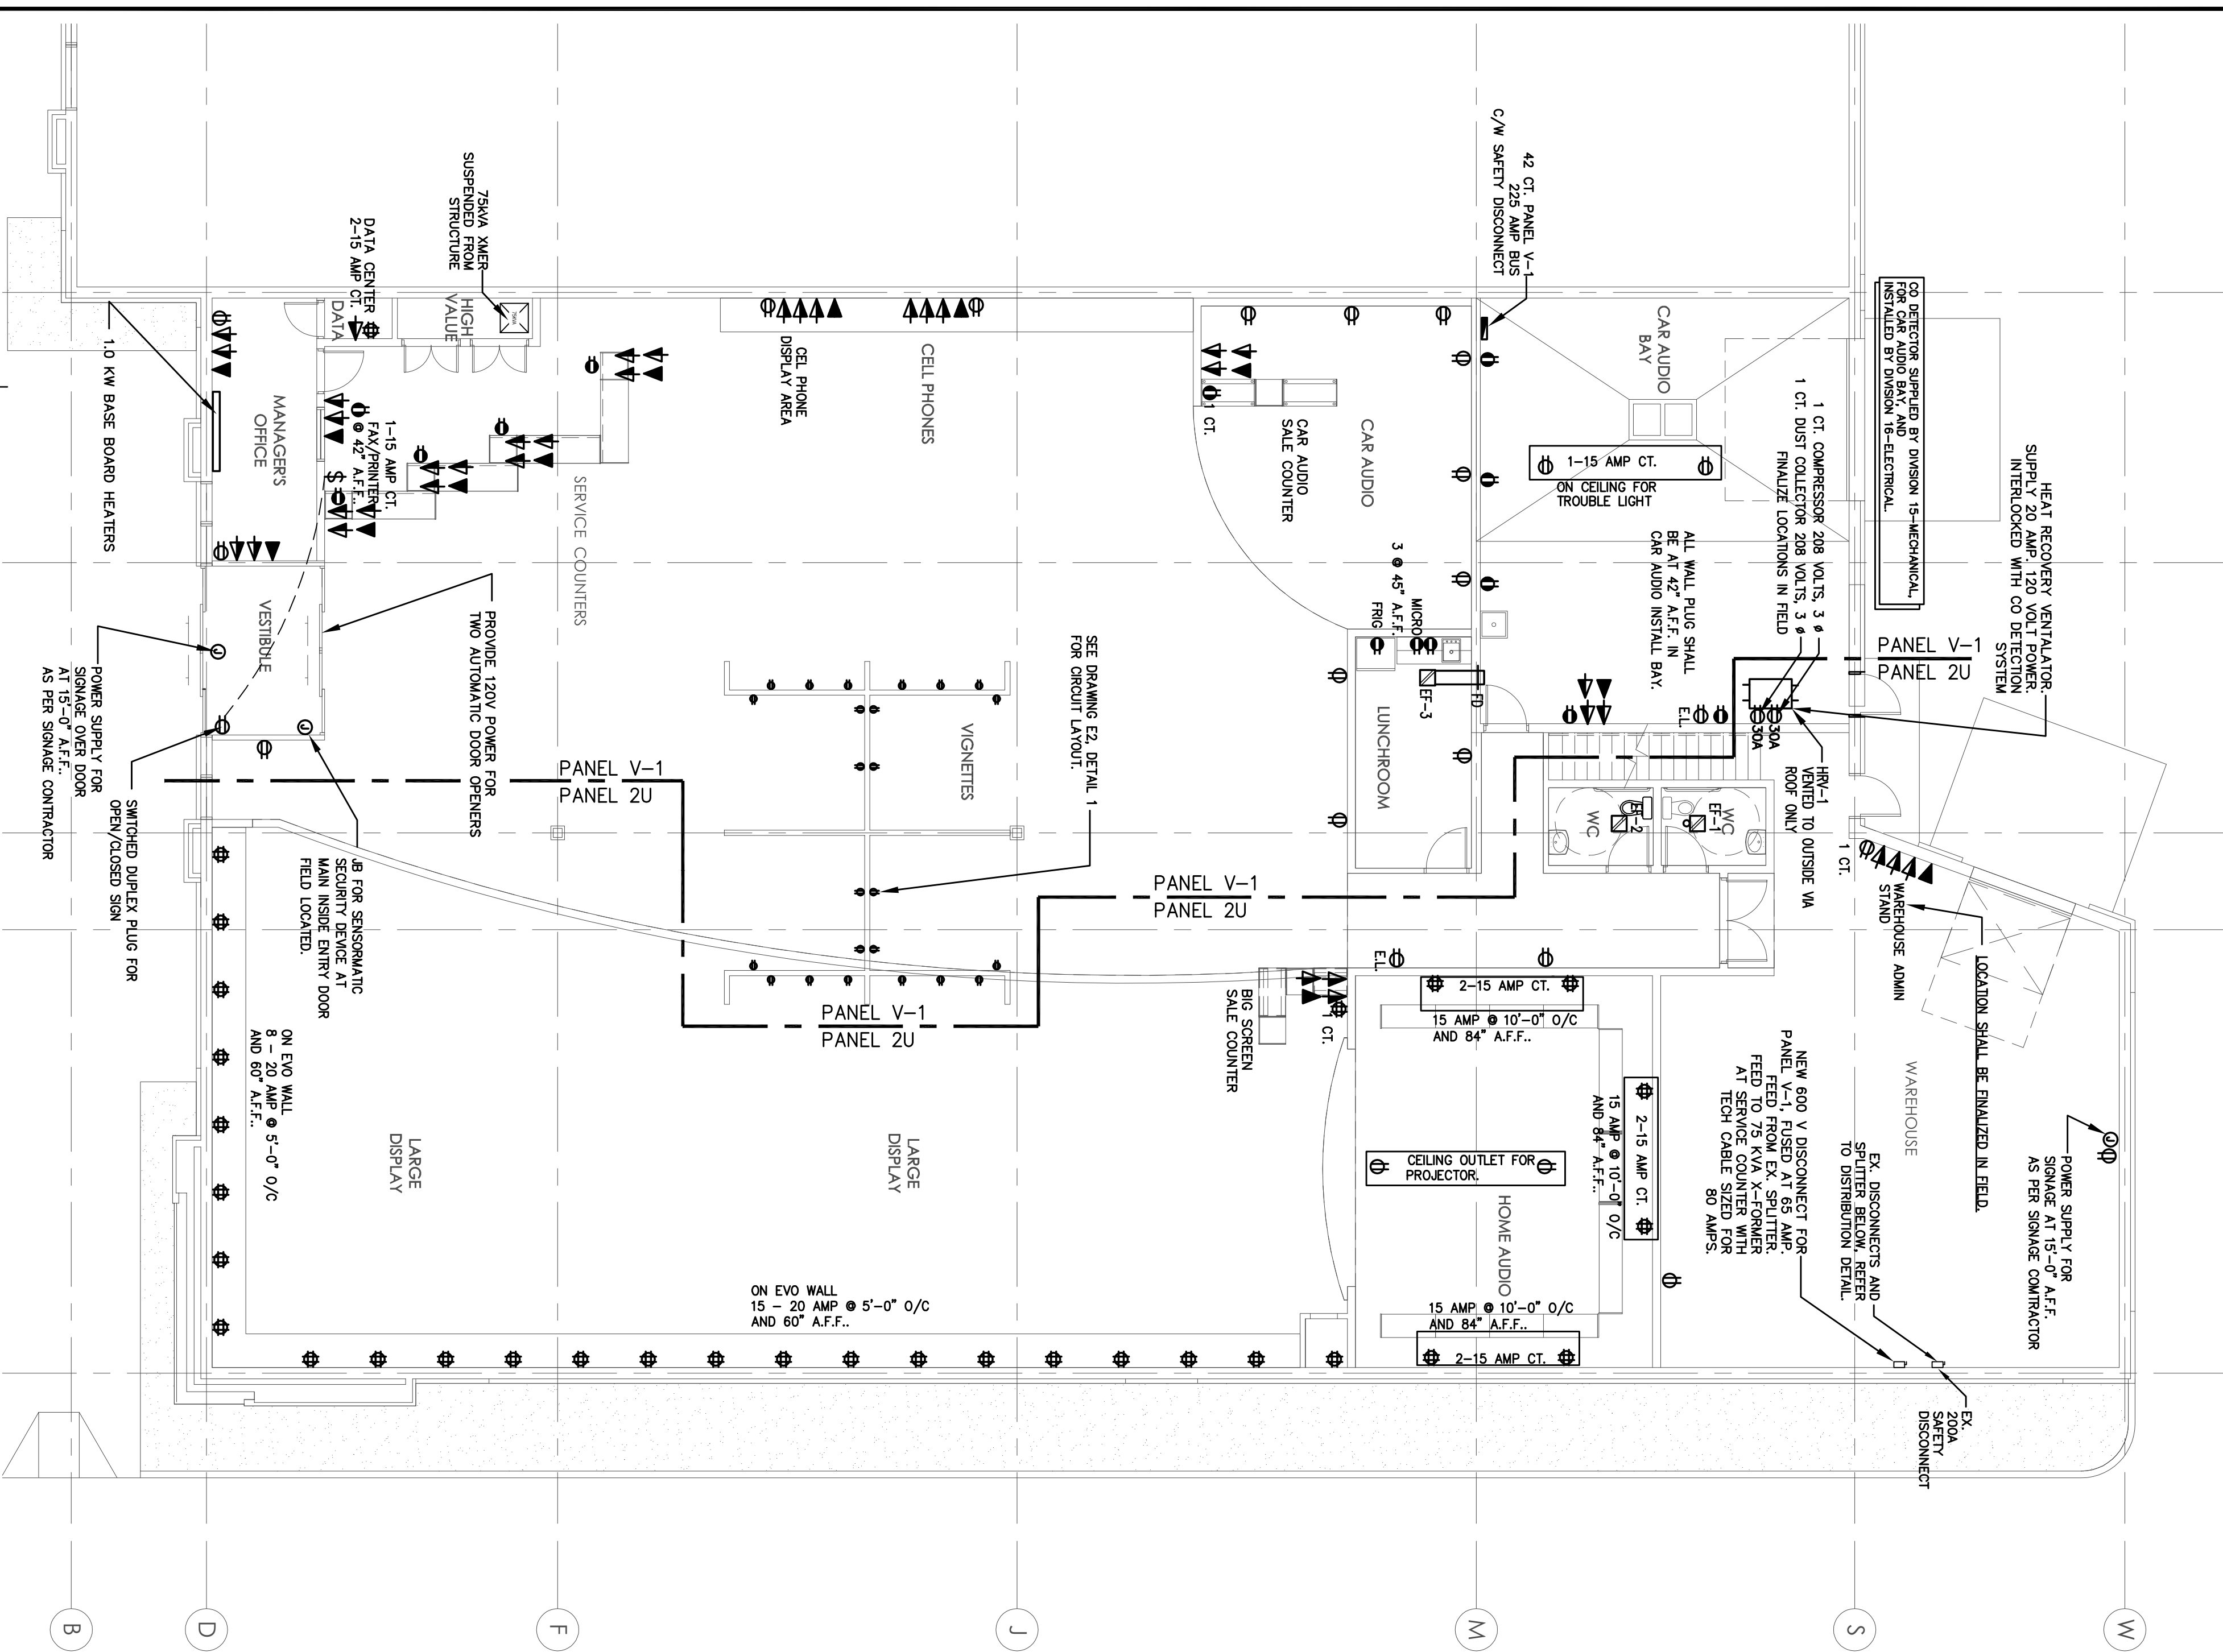 HEAT RECOVERY VENTALATOR.
SUPPLY 20 AMP. 120 VOLT POWER.
INTERLOCKED WITH CO DETECTION
SYSTEM
CO DETECTOR SUPPLIED BY DIVISION 15-MECHANICAL,
FOR CAR AUDIO BAY, AND
INSTALLED BY DIVISION 16-ELECTRICAL.
1 CT. COMPRESSOR 208 VOLTS, 3 ø
1 CT. DUST COLLECTOR 208 VOLTS, 3 ø
FINALIZE LOCATIONS IN FIELD
CAR AUDIO
BAY
1-15 AMP CT.
ON CEILING FOR
TROUBLE LIGHT
ALL WALL PLUG SHALL
BE AT 42" A.F.F. IN
CAR AUDIO INSTALL BAY.
42 CT. PANEL V-1
225 AMP BUS
C/W SAFETY DISCONNECT
PANEL V-1
PANEL 2U
E.L.
30A
30A
HRV-1
VENTED TO OUTSIDE VIA
ROOF ONLY
WC
EF-1
WC
EF-2
1 CT.
WAREHOUSE ADMIN
STAND
LOCATION SHALL BE FINALIZED IN FIELD.
WAREHOUSE
J
POWER SUPPLY FOR
SIGNAGE AT 15'-0" A.F.F.
AS PER SIGNAGE COMTRACTOR
EX. DISCONNECTS AND
SPLITTER BELOW, REFER
TO DISTRIBUTION DETAIL.
NEW 600 V DISCONNECT FOR
PANEL V-1, FUSED AT 65 AMP.
FEED FROM EX. SPLITTER.
FEED TO 75 KVA X-FORMER
AT SERVICE COUNTER WITH
TECH CABLE SIZED FOR
80 AMPS.
EX.
200A
SAFETY
DISCONNECT
CAR AUDIO
CAR AUDIO
SALE COUNTER
1 CT.
3 @ 45" A.F.F.
MICRO
FRIG
FD
EF-3
LUNCHROOM
E.L.
2-15 AMP CT.
15 AMP @ 10'-0" O/C
AND 84" A.F.F..
2-15 AMP CT.
15 AMP @ 10'-0" O/C
AND 84" A.F.F..
CEILING OUTLET FOR
PROJECTOR.
HOME AUDIO
15 AMP @ 10'-0" O/C
AND 84" A.F.F..
2-15 AMP CT.
1 CT.
BIG SCREEN
SALE COUNTER
PANEL V-1
PANEL 2U
SEE DRAWING E2, DETAIL 1
FOR CIRCUIT LAYOUT.
VIGNETTES
CELL PHONES
CEL PHONE
DISPLAY AREA
PANEL V-1
PANEL 2U
PANEL V-1
PANEL 2U
LARGE
DISPLAY
LARGE
DISPLAY
ON EVO WALL
15 - 20 AMP @ 5'-0" O/C
AND 60" A.F.F..
ON EVO WALL
8 - 20 AMP @ 5'-0" O/C
AND 60" A.F.F..
75kVA XMER
SUSPENDED FROM
STRUCTURE
HIGH
VALUE
DATA CENTER
2-15 AMP CT.
DATA
SERVICE COUNTERS
1-15 AMP CT.
FAX/PRINTER
@ 42" A.F.F..
$
MANAGER'S
OFFICE
1.0 KW BASE BOARD HEATERS
VESTIBULE
J
J
PROVIDE 120V POWER FOR
TWO AUTOMATIC DOOR OPENERS
POWER SUPPLY FOR
SIGNAGE OVER DOOR
AT 15'-0" A.F.F..
AS PER SIGNAGE CONTRACTOR
SWITCHED DUPLEX PLUG FOR
OPEN/CLOSED SIGN
JB FOR SENSORMATIC
SECURITY DEVICE AT
MAIN INSIDE ENTRY DOOR
FIELD LOCATED.
B
D
F
J
M
S
W